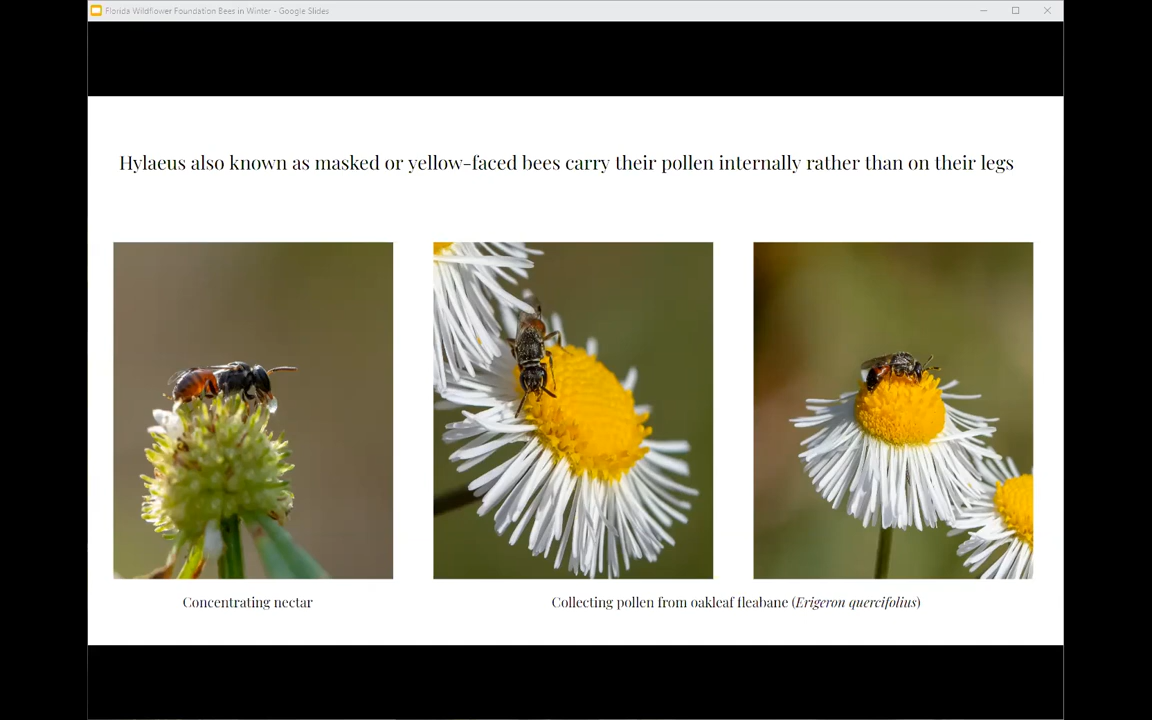 Florida Wildflower Foundation Bees in Winter - Google Slides
Hylaeus also known as masked or yellow-faced bees carry their pollen internally rather than on their legs
Concentrating nectar
Collecting pollen from oakleaf fleabane (Erigeron quercifolius)